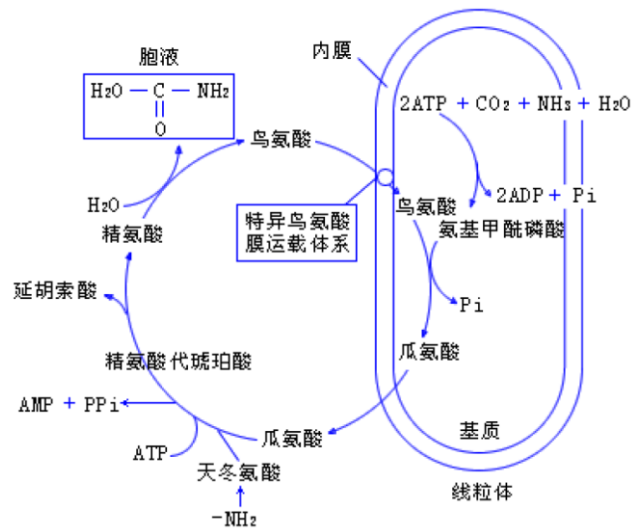 胞液
H₂O — C — NH₂
O
内膜
2ATP + CO₂ + NH₃ + H₂O
鸟氨酸
H₂O
精氨酸
特异鸟氨酸
膜运载体系
鸟氨酸
2ADP + Pi
氨基甲酰磷酸
延胡索酸
Pi
精氨酸代琥珀酸
瓜氨酸
AMP + PPi
ATP
瓜氨酸
天冬氨酸
-NH₂
基质
线粒体